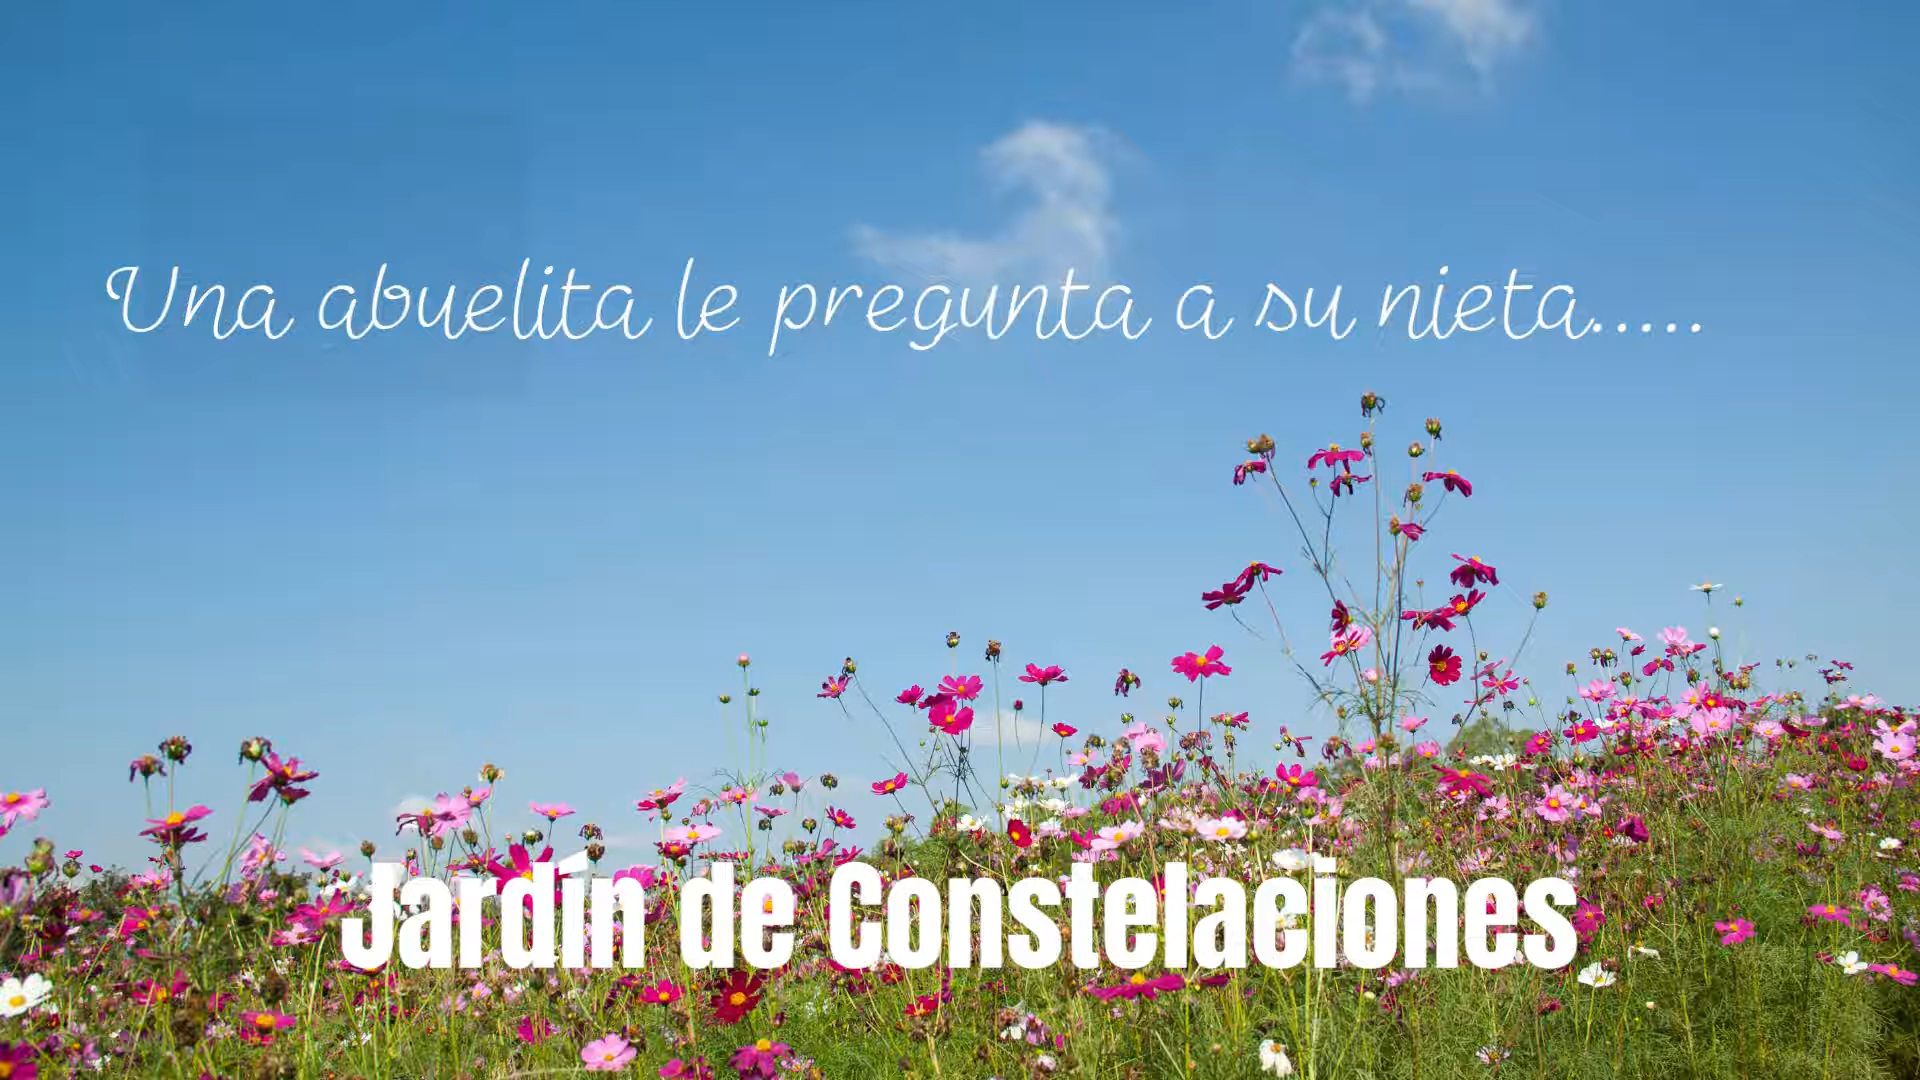 Una abuelita le pregunta a su nieta.....
Jardín de Constelaciones